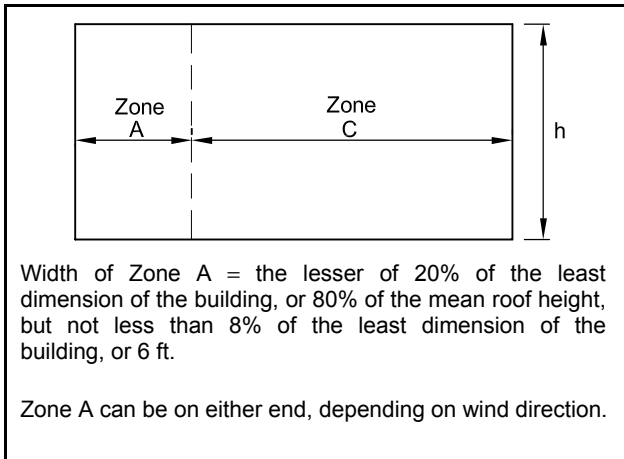 Zone Zone
A C
h
Width of Zone A = the lesser of 20% of the least
dimension of the building, or 80% of the mean roof height,
but not less than 8% of the least dimension of the
building, or 6 ft.
Zone A can be on either end, depending on wind direction.